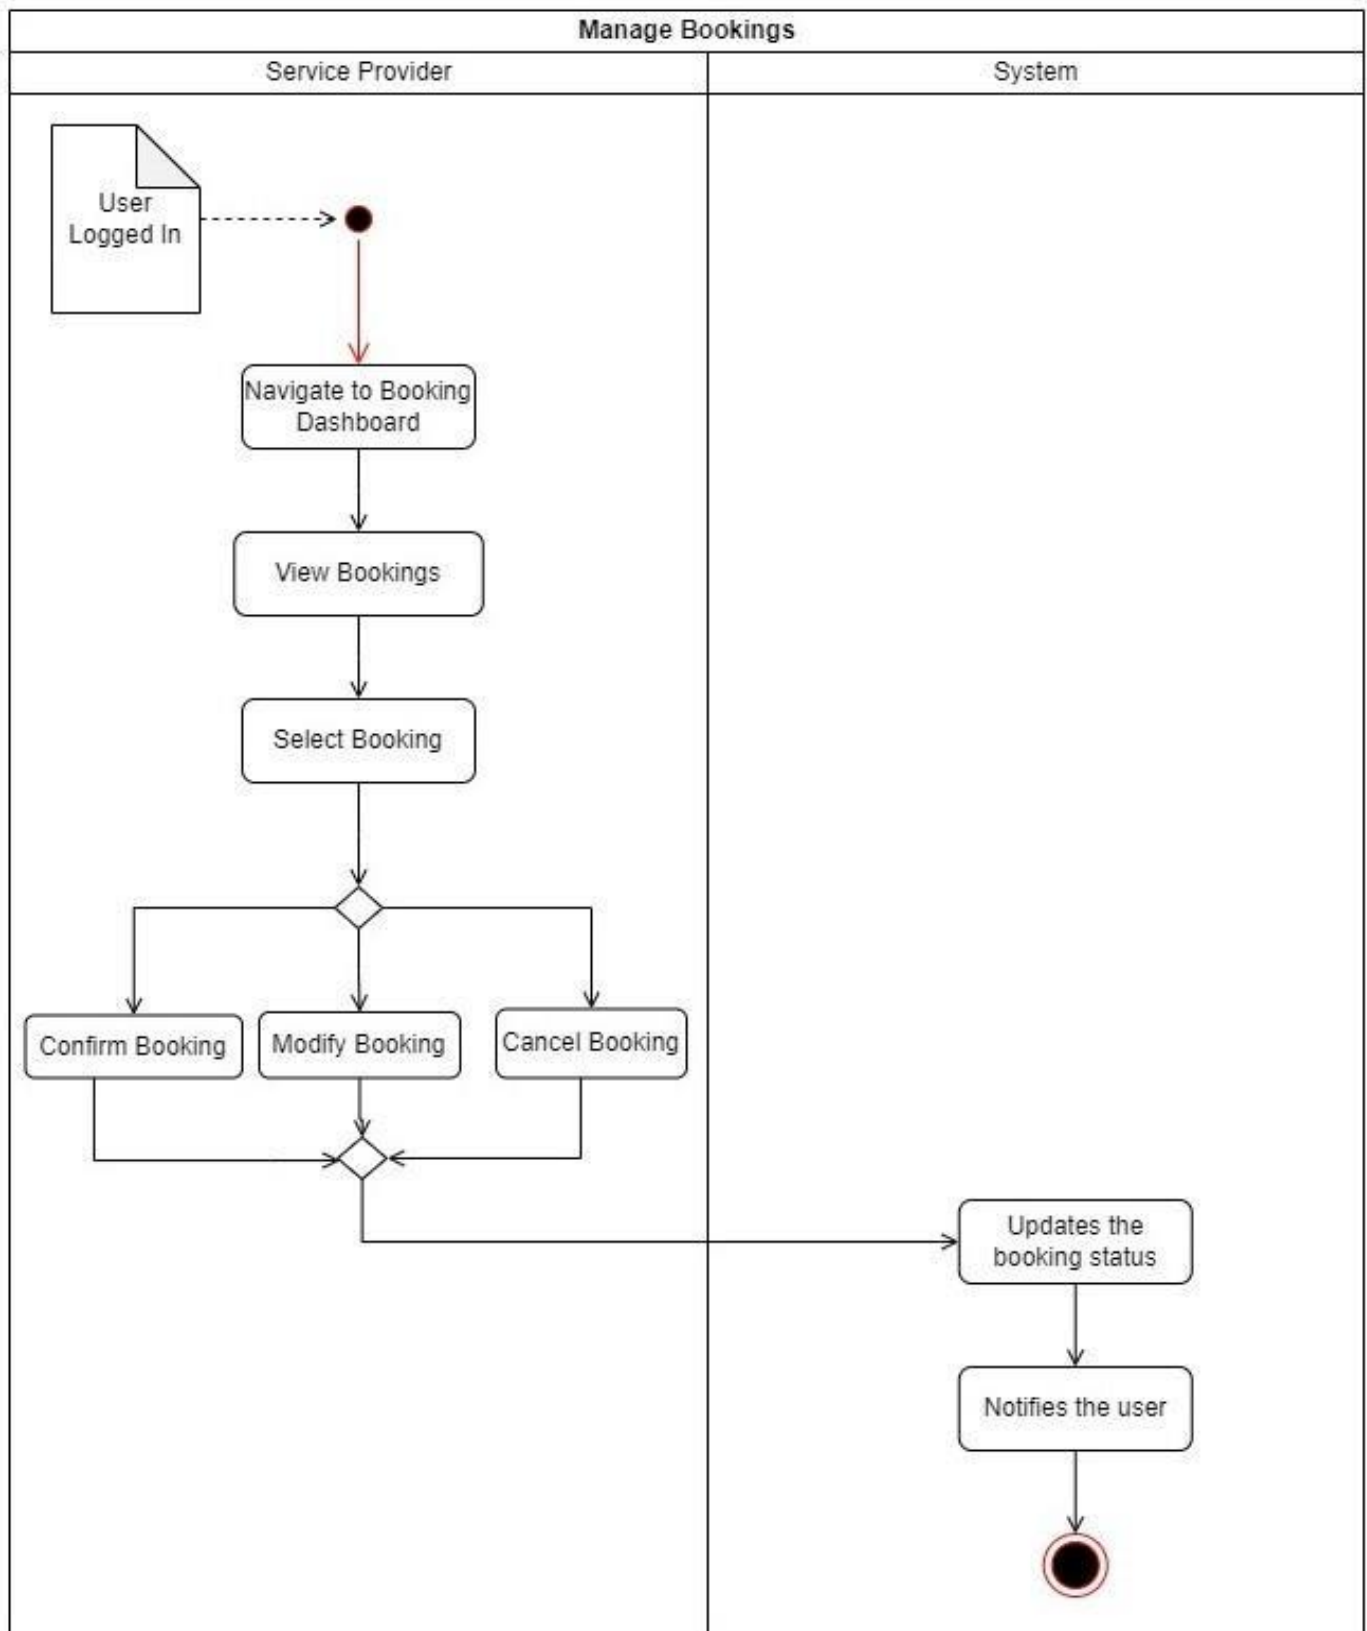 Manage Bookings
Service Provider
System
User
Logged In
Navigate to Booking
Dashboard
View Bookings
Select Booking
Confirm Booking
Modify Booking
Cancel Booking
Updates the
booking status
Notifies the user